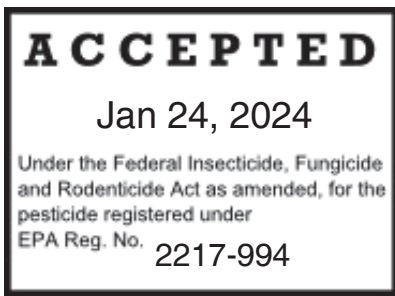 ACCEPTED
Jan 24, 2024
Under the Federal Insecticide, Fungicide
and Rodenticide Act as amended, for the
pesticide registered under
EPA Reg. No. 2217-994